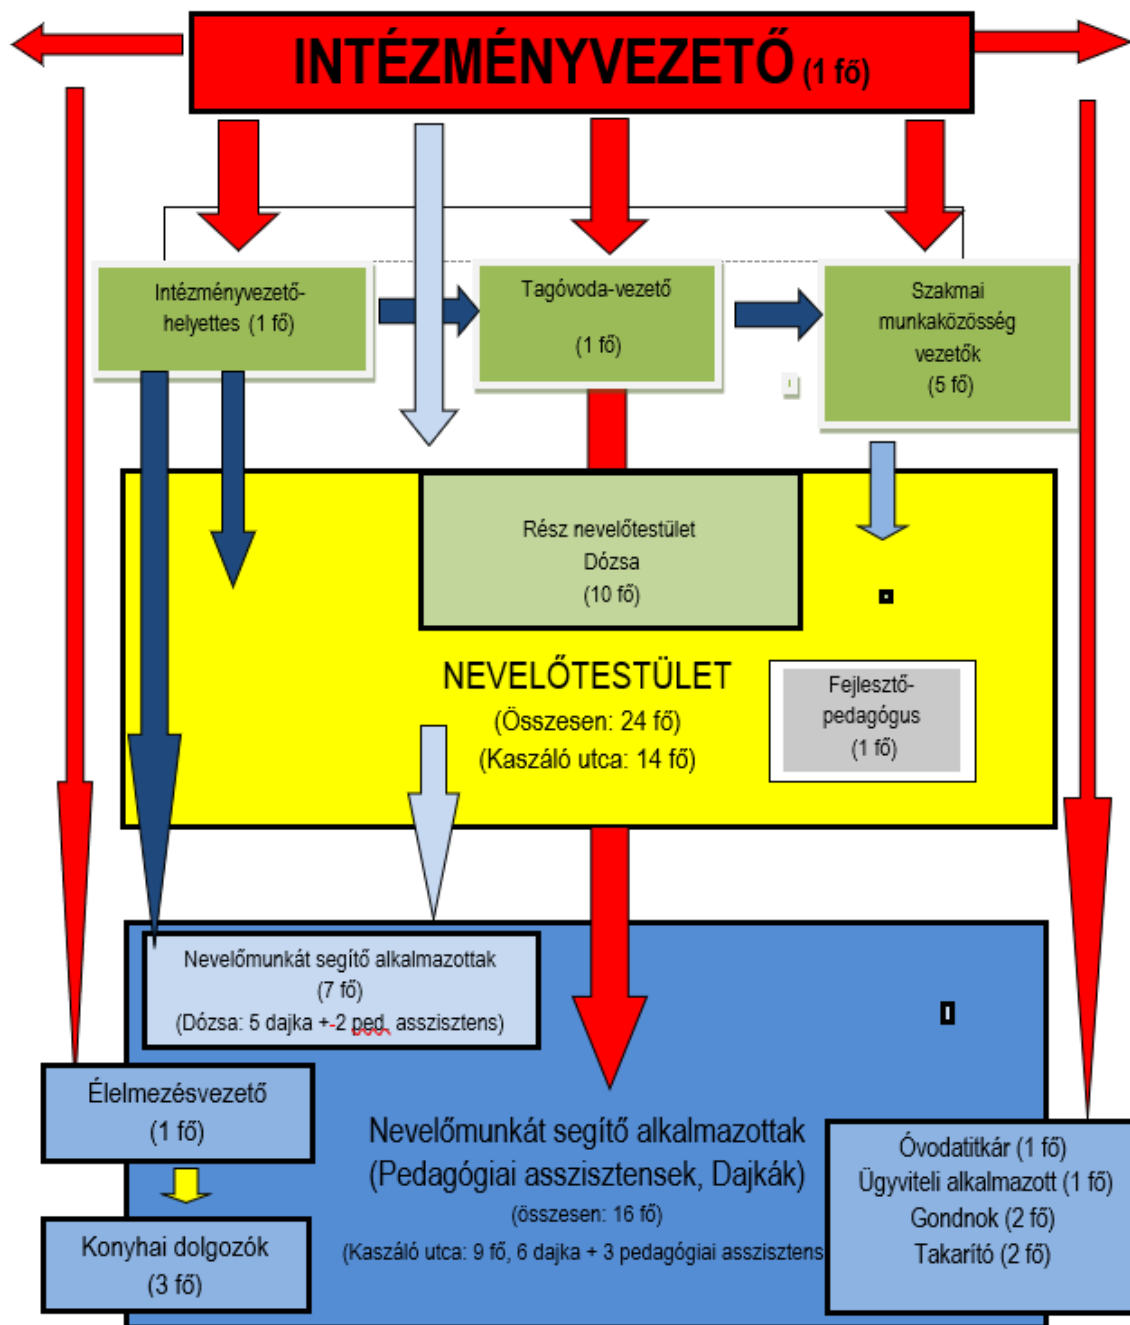 INTÉZMÉNYVEZETŐ (1 fő)
Intézményvezető-
helyettes (1 fő)
Tagóvoda-vezető
(1 fő)
Szakmai
munkaközösség
vezetők
(5 fő)
Rész nevelőtestület
Dózsa
(10 fő)
NEVELŐTESTÜLET
(Összesen: 24 fő)
(Kaszáló utca: 14 fő)
Fejlesztő-
pedagógus
(1 fő)
Nevelőmunkát segítő alkalmazottak
(7 fő)
(Dózsa: 5 dajka +-2 ped. asszisztens)
Élelmezésvezető
(1 fő)
Konyhai dolgozók
(3 fő)
Nevelőmunkát segítő alkalmazottak
(Pedagógiai asszisztensek, Dajkák)
(összesen: 16 fő)
(Kaszáló utca: 9 fő, 6 dajka + 3 pedagógiai asszisztens
Óvodatitkár (1 fő)
Ügyviteli alkalmazott (1 fő)
Gondnok (2 fő)
Takarító (2 fő)